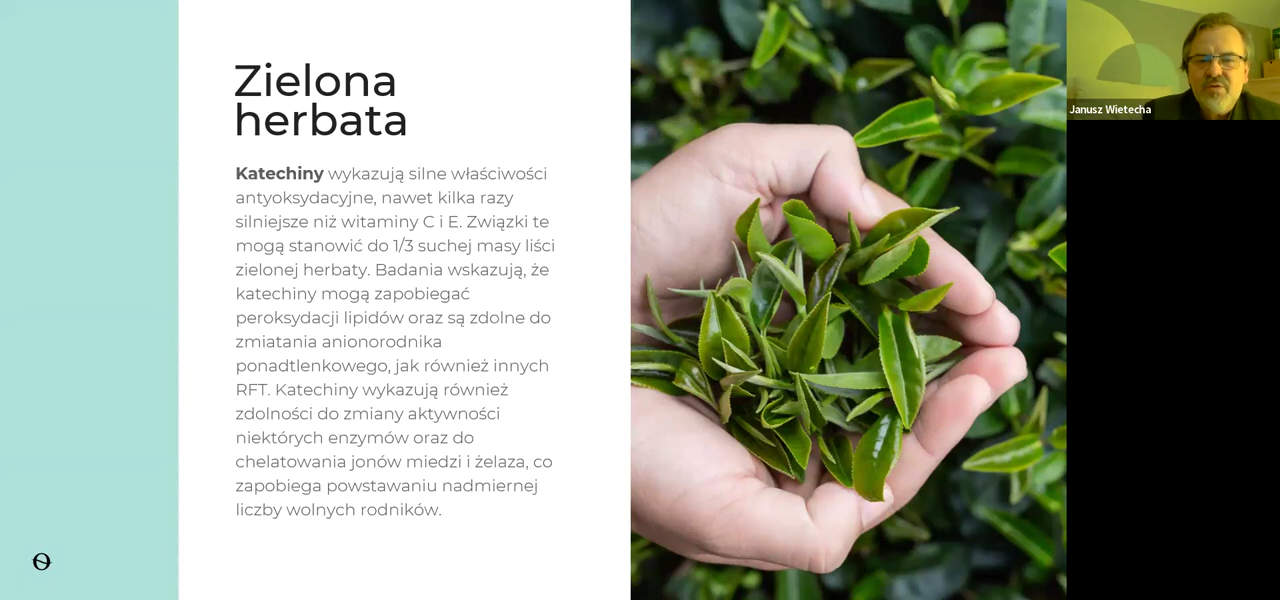 Zielona
herbata
Katechiny wykazują silne właściwości
antyoksydacyjne, nawet kilka razy
silniejsze niż witaminy C i E. Związki te
mogą stanowić do 1/3 suchej masy liści
zielonej herbaty. Badania wskazują, że
katechiny mogą zapobiegać
peroksydacji lipidów oraz są zdolne do
zmiatania anionorodnika
ponadtlenkowego, jak również innych
RFT. Katechiny wykazują również
zdolności do zmiany aktywności
niektórych enzymów oraz do
chelatowania jonów miedzi i żelaza, co
zapobiega powstawaniu nadmiernej
liczby wolnych rodników.
Janusz Wietecha